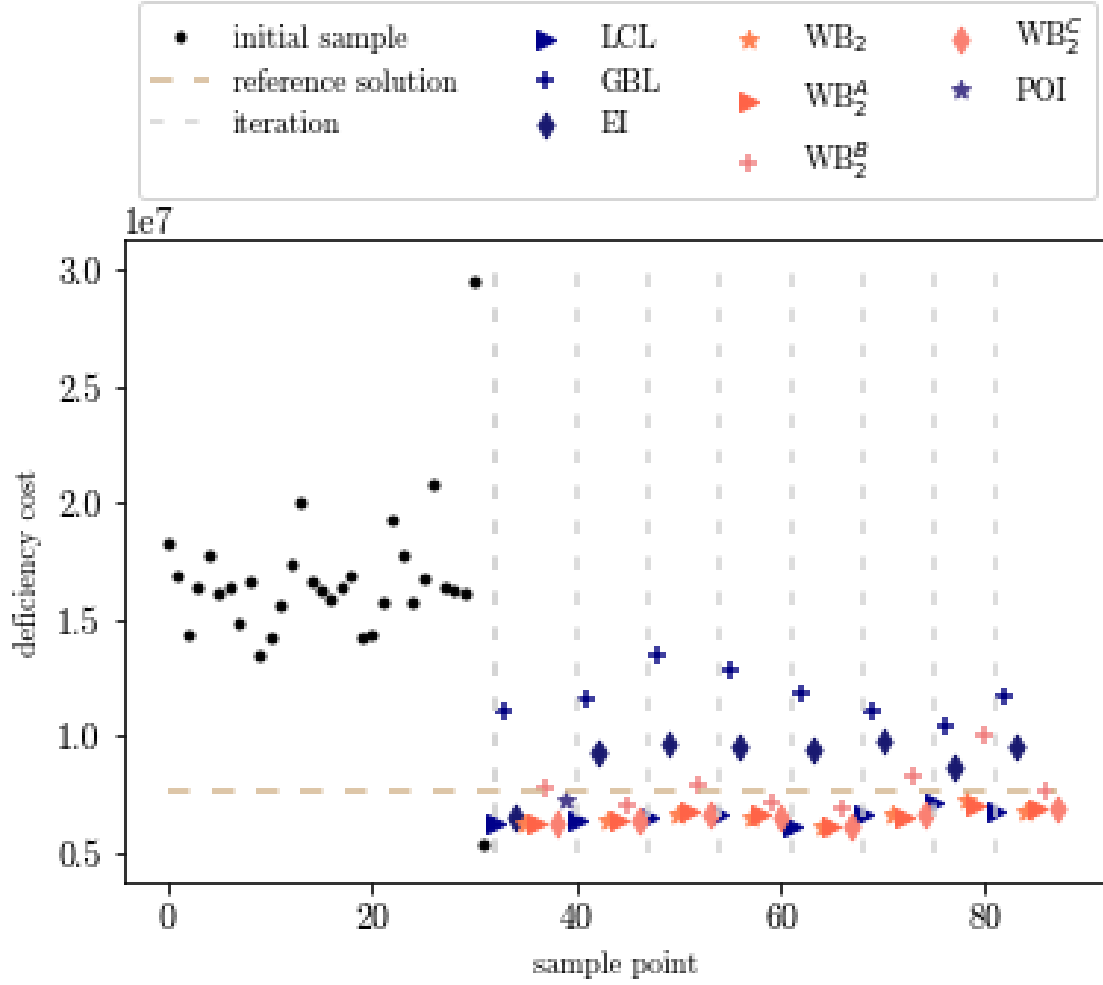 initial sample
reference solution
iteration
LCL
GBL
EI
WB₂
WB₂ᴬ
WB₂ᴮ
WB₂ᶜ
POI
1e7
3.0
2.5
2.0
1.5
1.0
0.5
deficiency cost
0 20 40 60 80
sample point